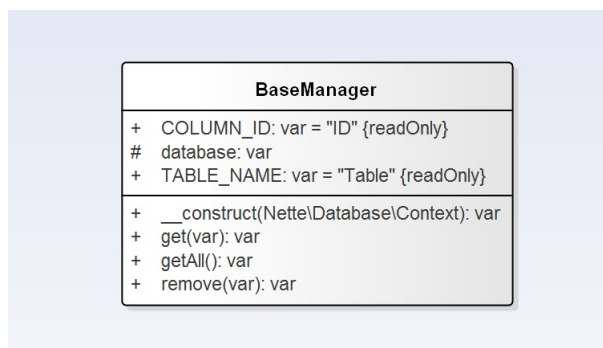 BaseManager
+ COLUMN_ID: var = "ID" {readOnly}
# database: var
+ TABLE_NAME: var = "Table" {readOnly}
+ __construct(Nette\Database\Context): var
+ get(var): var
+ getAll(): var
+ remove(var): var